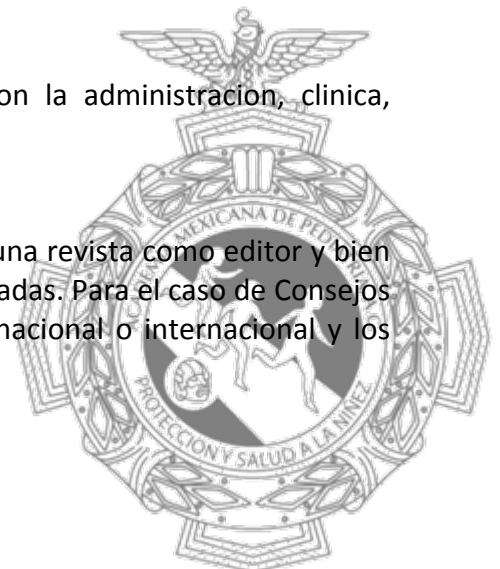 on la administracion, clinica,
una revista como editor y bien
adas. Para el caso de Consejos
nacional o internacional y los
MEXICANA DE
PROTECCION Y SALUD A LA NIÑEZ